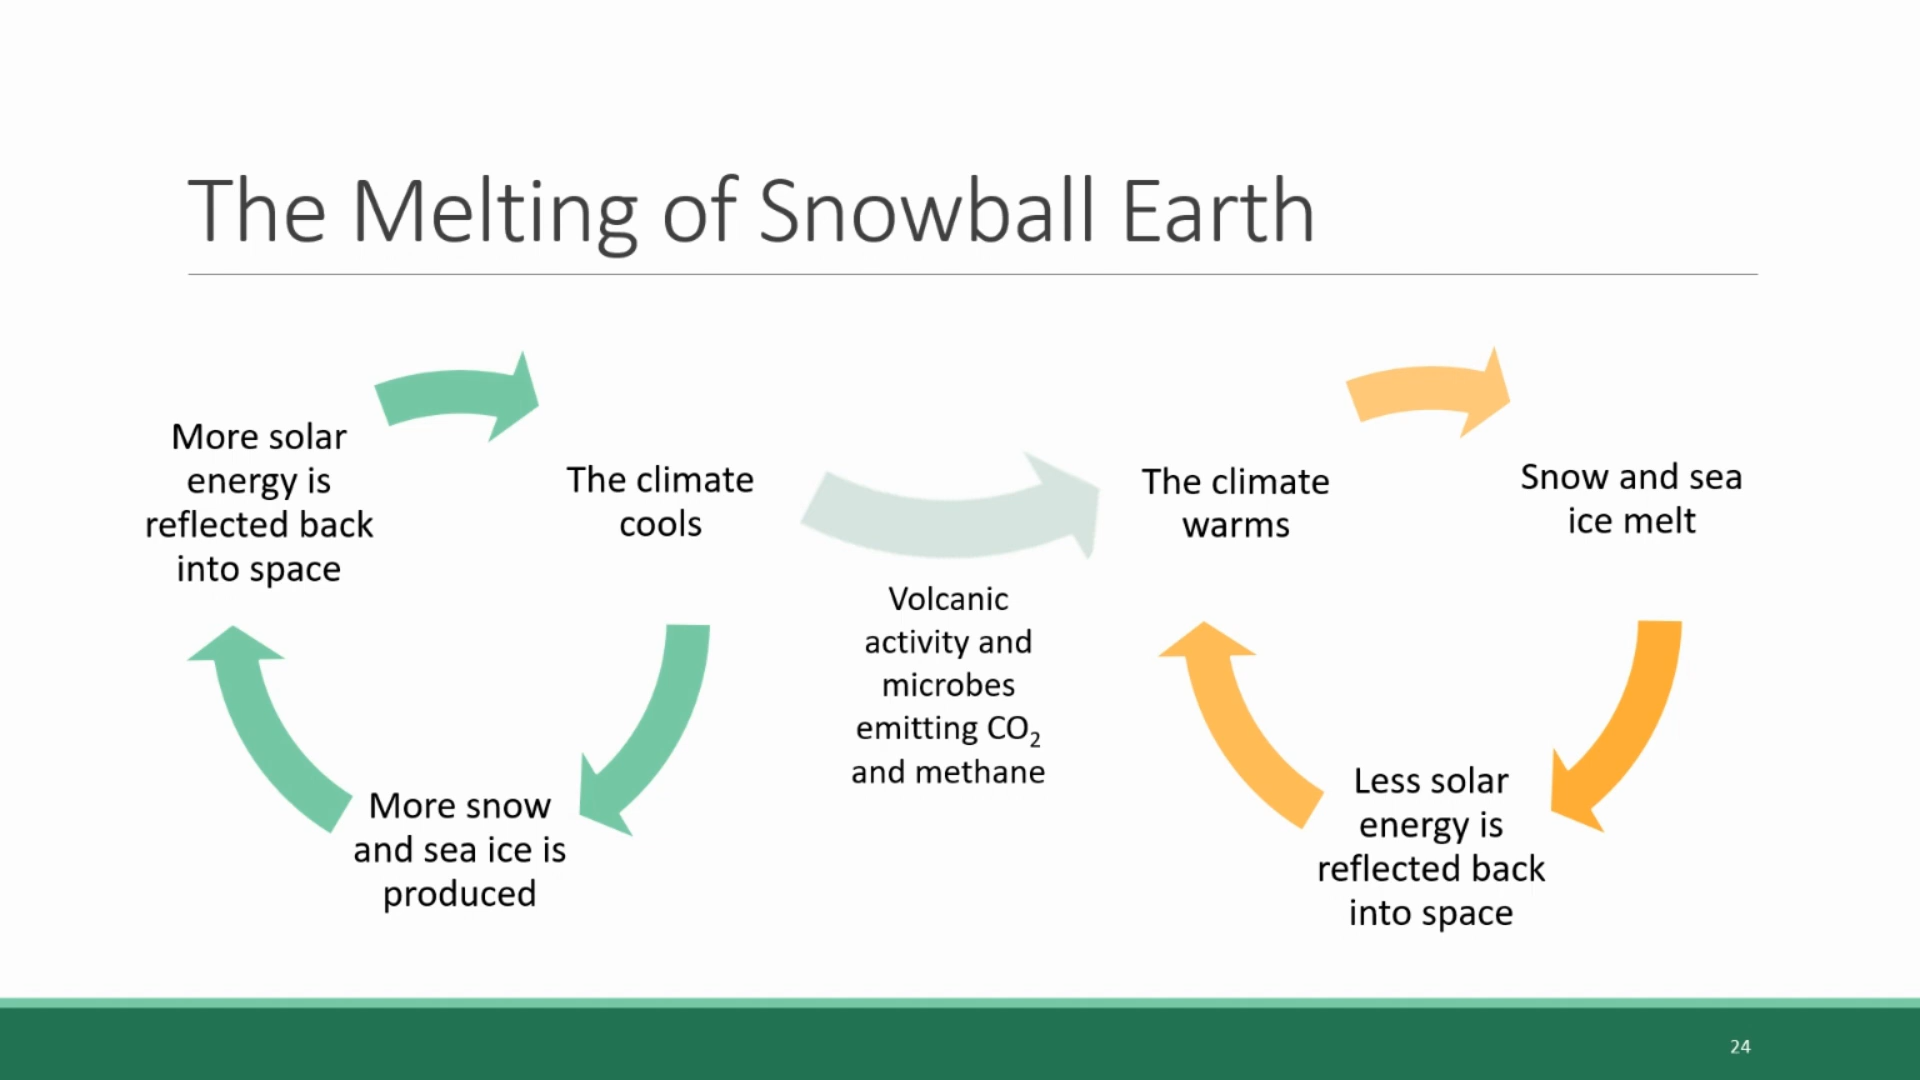 The Melting of Snowball Earth
More solar
energy is
reflected back
into space
The climate
cools
More snow
and sea ice is
produced
Volcanic
activity and
microbes
emitting CO₂
and methane
The climate
warms
Snow and sea
ice melt
Less solar
energy is
reflected back
into space
24